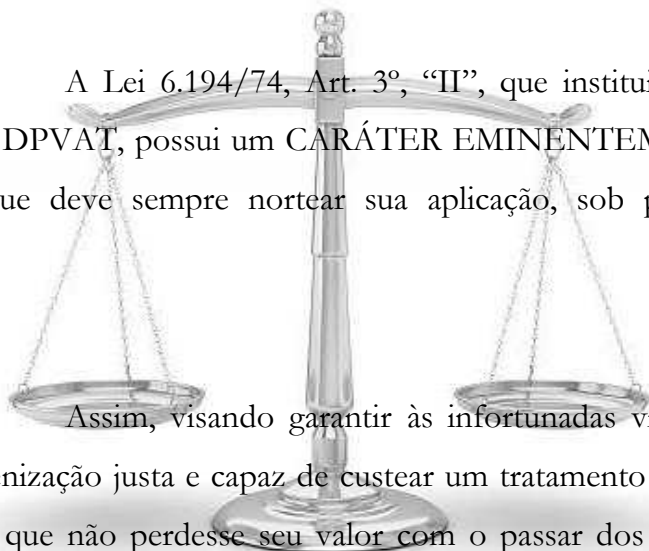 A Lei 6.194/74, Art. 3º, “II”, que institui
DPVAT, possui um CARÁTER EMINENTEM
ue deve sempre nortear sua aplicação, sob p
Assim, visando garantir às infortunadas ví
enização justa e capaz de custear um tratamento
que não perdesse seu valor com o passar dos